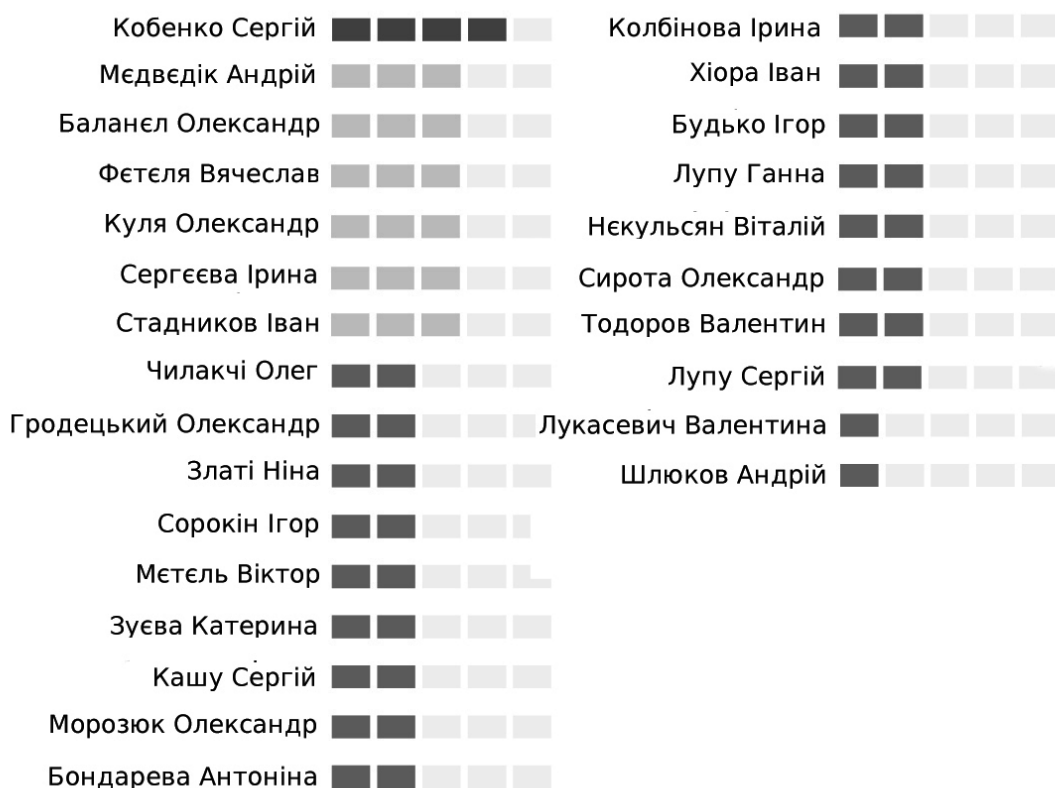 Кобенко Сергій
Мєдвєдік Андрій
Баланєл Олександр
Фєтєля Вячеслав
Куля Олександр
Сергєєва Ірина
Стадников Іван
Чилакчі Олег
Гродецький Олександр
Златі Ніна
Сорокін Ігор
Мєтєль Віктор
Зуєва Катерина
Кашу Сергій
Морозюк Олександр
Бондарева Антоніна
Колбінова Ірина
Хіора Іван
Будько Ігор
Лупу Ганна
Нєкульсян Віталій
Сирота Олександр
Тодоров Валентин
Лупу Сергій
Лукасевич Валентина
Шлюков Андрій